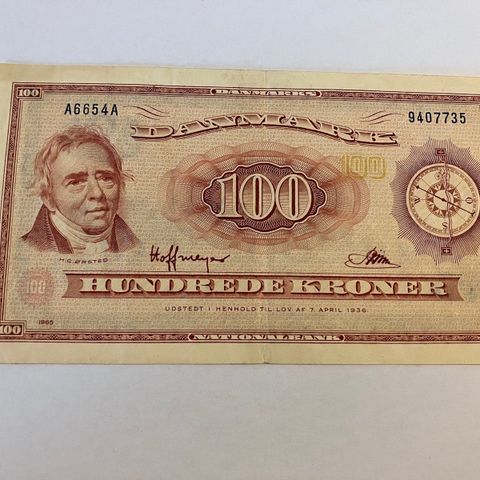 100 DANMARKS
A6654A
9407735
DANMARK
100
100
N
V O
S
H.C.ØRSTED
Hoffmeyer
100
HUNDREDE KRONER
UDSTEDT I HENHOLD TIL LOV AF 7. APRIL 1936.
1965
100 NATIONALBANK